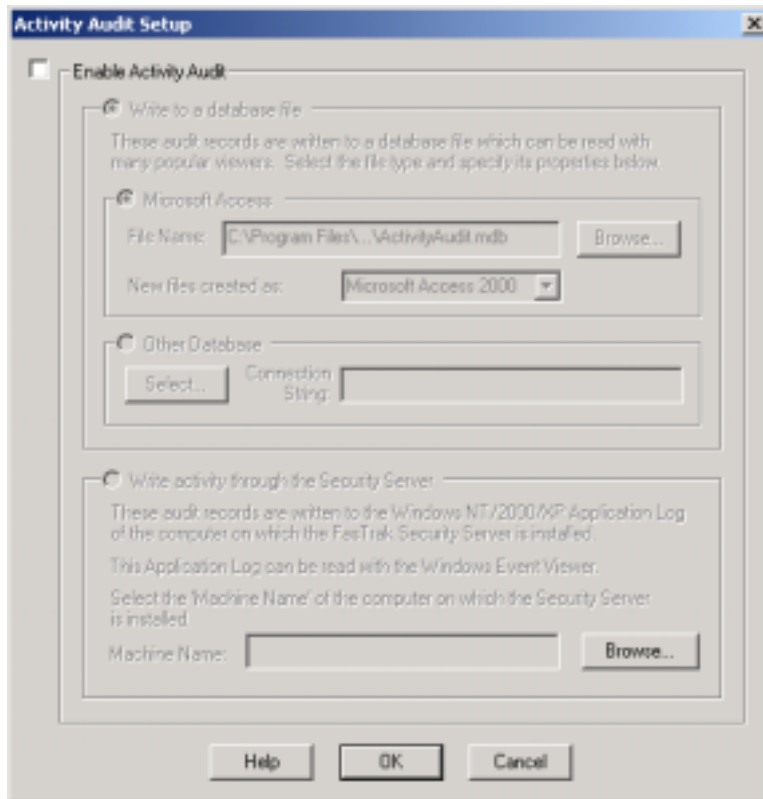 Activity Audit Setup
Enable Activity Audit
Write to a database file
These audit records are written to a database file which can be read with
many popular viewers. Select the file type and specify its properties below.
Microsoft Access
File Name: C:\Program Files\...\ActivityAudit.mdb Browse...
New files created as: Microsoft Access 2000
Other Database
Select... Connection
String:
Write activity through the Security Server
These audit records are written to the Windows NT/2000/XP Application Log
of the computer on which the FasTrak Security Server is installed.
This Application Log can be read with the Windows Event Viewer.
Select the 'Machine Name' of the computer on which the Security Server
is installed.
Machine Name: Browse...
Help OK Cancel